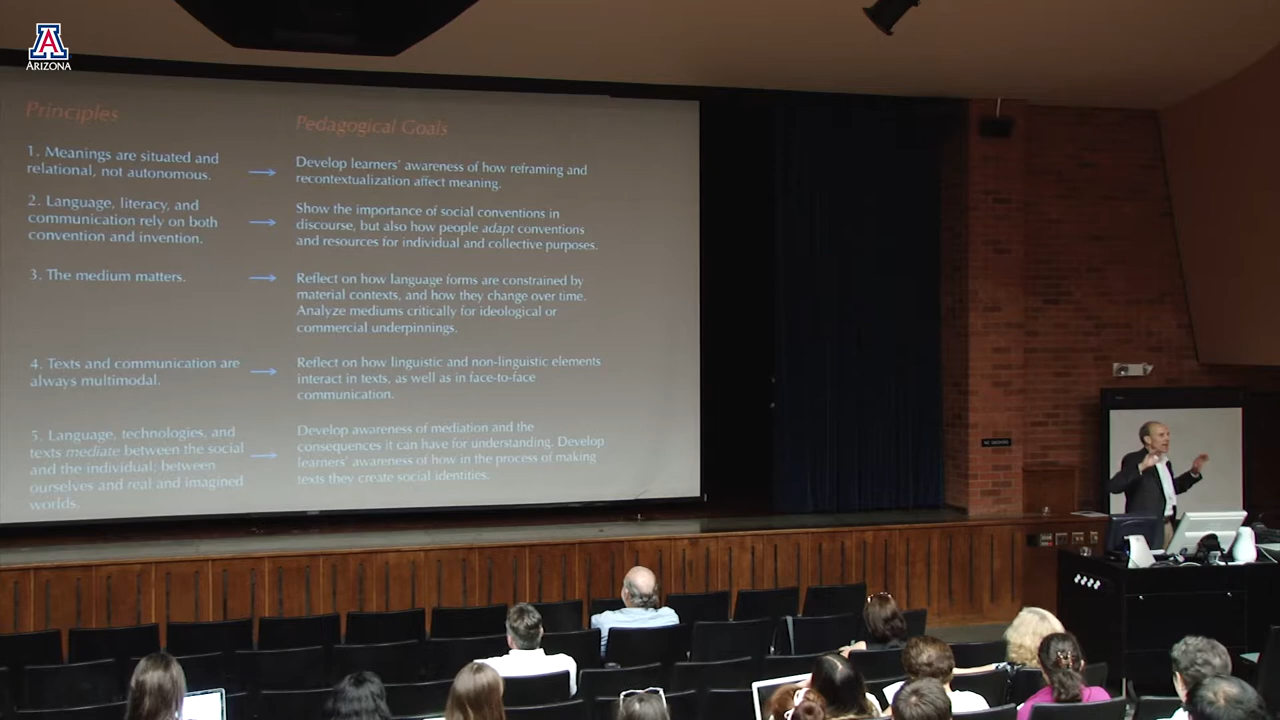 A
ARIZONA
Principles
Pedagogical Goals
1. Meanings are situated and
relational, not autonomous.
Develop learners' awareness of how reframing and
recontextualization affect meaning.
2. Language, literacy, and
communication rely on both
convention and invention.
Show the importance of social conventions in
discourse, but also how people adapt conventions
and resources for individual and collective purposes.
3. The medium matters.
Reflect on how language forms are constrained by
material contexts, and how they change over time.
Analyze mediums critically for ideological or
commercial underpinnings.
4. Texts and communication are
always multimodal.
Reflect on how linguistic and non-linguistic elements
interact in texts, as well as in face-to-face
communication.
5. Language, technologies, and
texts mediate between the social
and the individual; between
ourselves and real and imagined
worlds.
Develop awareness of mediation and the
consequences it can have for understanding. Develop
learners' awareness of how in the process of making
texts they create social identities.
NO SMOKING